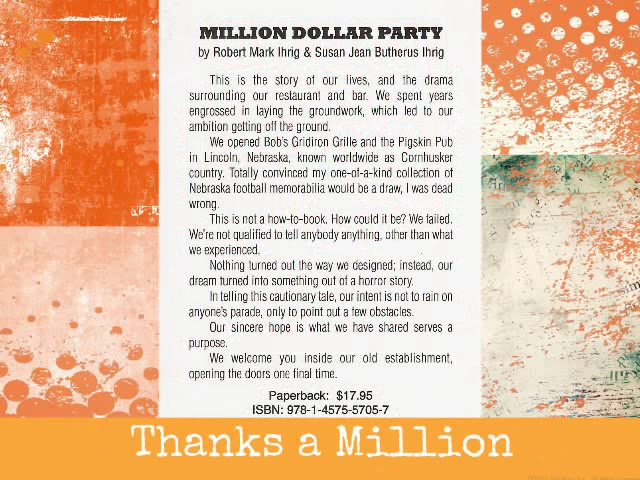 MILLION DOLLAR PARTY
by Robert Mark Ihrig & Susan Jean Butherus Ihrig
This is the story of our lives, and the drama
surrounding our restaurant and bar. We spent years
engrossed in laying the groundwork, which led to our
ambition getting off the ground.
We opened Bob's Gridiron Grille and the Pigskin Pub
in Lincoln, Nebraska, known worldwide as Cornhusker
country. Totally convinced my one-of-a-kind collection of
Nebraska football memorabilia would be a draw, I was dead
wrong.
This is not a how-to-book. How could it be? We failed.
We're not qualified to tell anybody anything, other than what
we experienced.
Nothing turned out the way we designed; instead, our
dream turned into something out of a horror story.
In telling this cautionary tale, our intent is not to rain on
anyone's parade, only to point out a few obstacles.
Our sincere hope is what we have shared serves a
purpose.
We welcome you inside our old establishment,
opening the doors one final time.
Paperback: $17.95
ISBN: 978-1-4575-5705-7
Thanks a Million